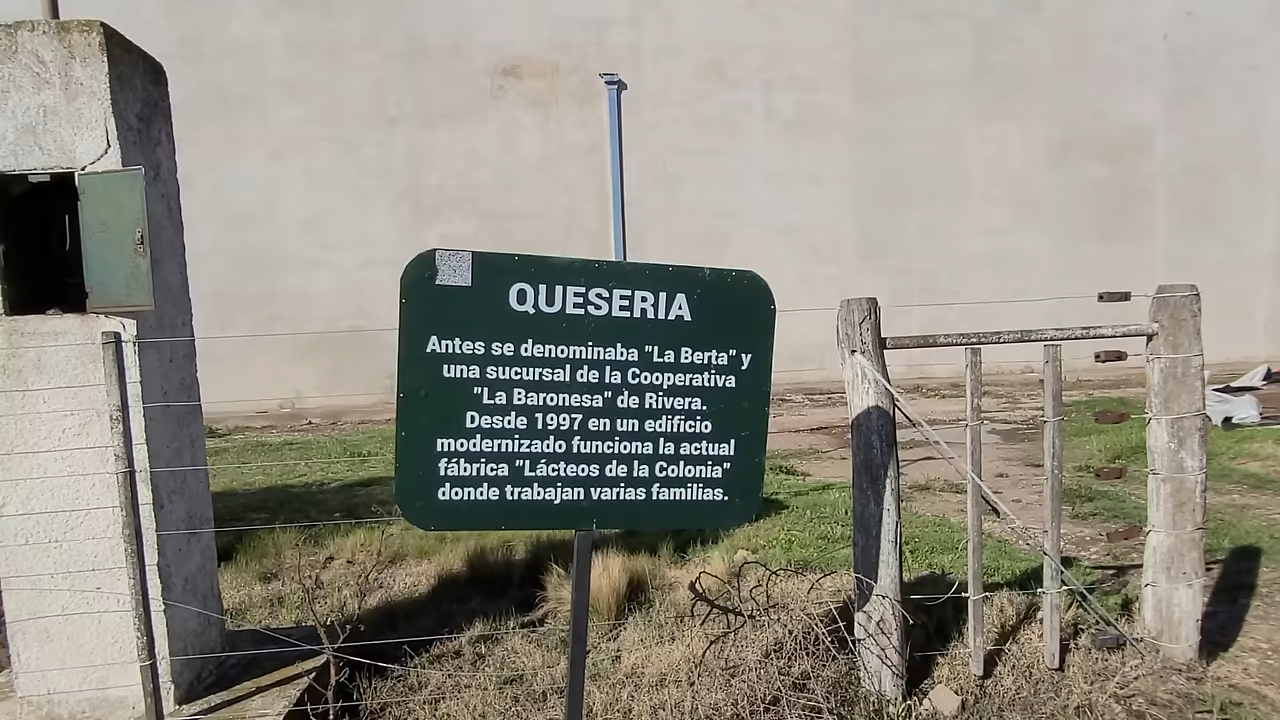 QUESERIA
Antes se denominaba "La Berta" y
una sucursal de la Cooperativa
"La Baronesa" de Rivera.
Desde 1997 en un edificio
modernizado funciona la actual
fábrica "Lácteos de la Colonia"
donde trabajan varias familias.